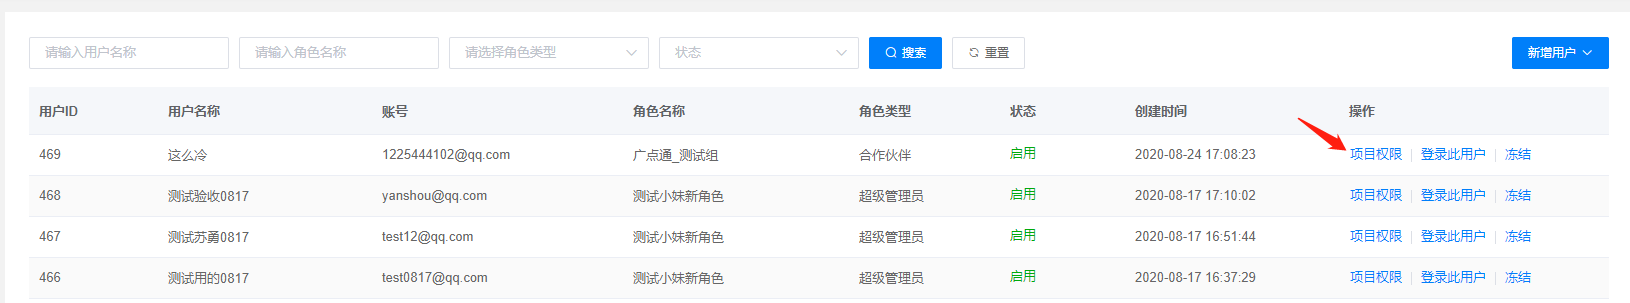 请输入用户名称 请输入角色名称 请选择角色类型 状态 搜索 重置 新增用户
用户ID 用户名称 账号 角色名称 角色类型 状态 创建时间 操作
469 这么冷 1225444102@qq.com 广点通_测试组 合作伙伴 启用 2020-08-24 17:08:23 项目权限 登录此用户 冻结
468 测试验收0817 yanshou@qq.com 测试小妹新角色 超级管理员 启用 2020-08-17 17:10:02 项目权限 登录此用户 冻结
467 测试苏勇0817 test12@qq.com 测试小妹新角色 超级管理员 启用 2020-08-17 16:51:44 项目权限 登录此用户 冻结
466 测试用的0817 test0817@qq.com 测试小妹新角色 超级管理员 启用 2020-08-17 16:37:29 项目权限 登录此用户 冻结